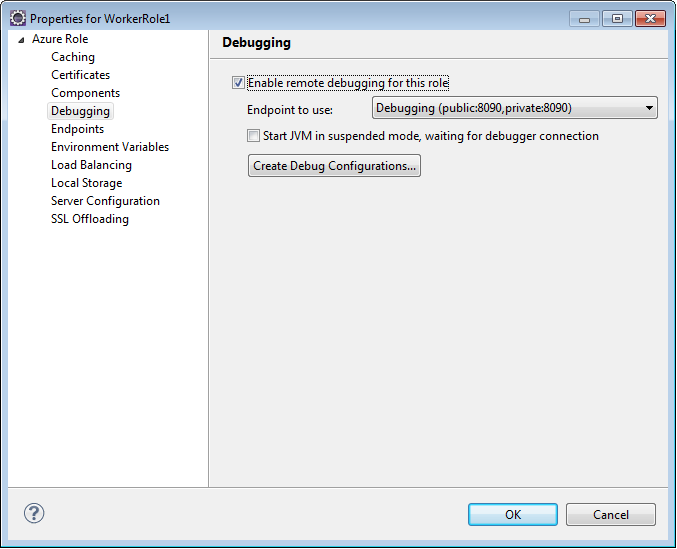 Properties for WorkerRole1
Azure Role
Caching
Certificates
Components
Debugging
Endpoints
Environment Variables
Load Balancing
Local Storage
Server Configuration
SSL Offloading
Debugging
Enable remote debugging for this role
Endpoint to use:
Debugging (public:8090,private:8090)
Start JVM in suspended mode, waiting for debugger connection
Create Debug Configurations...
?
OK
Cancel